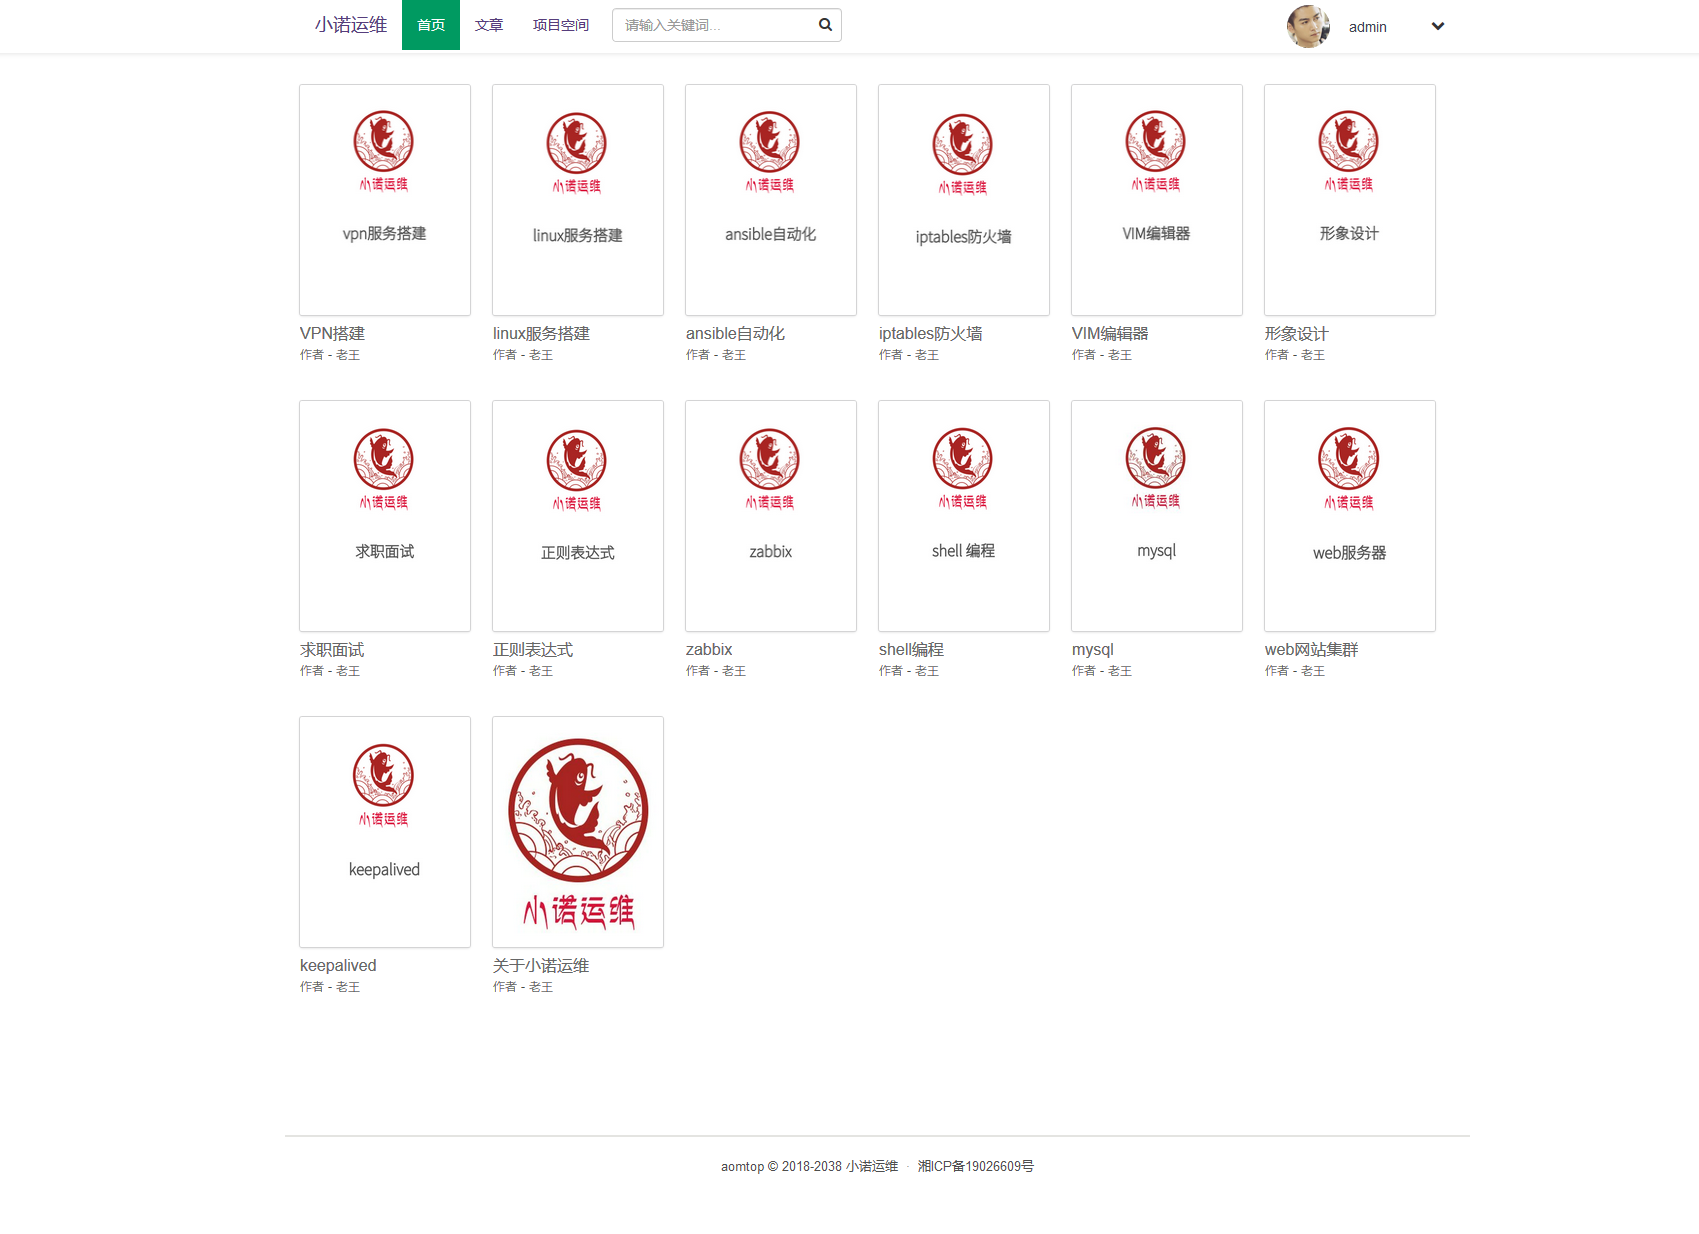 小诺运维 首页 文章 项目空间 请输入关键词... admin
小诺运维 小诺运维 小诺运维 小诺运维 小诺运维 小诺运维
vpn服务搭建 linux服务搭建 ansible自动化 iptables防火墙 VIM编辑器 形象设计
VPN搭建 linux服务搭建 ansible自动化 iptables防火墙 VIM编辑器 形象设计
作者 - 老王 作者 - 老王 作者 - 老王 作者 - 老王 作者 - 老王 作者 - 老王
小诺运维 小诺运维 小诺运维 小诺运维 小诺运维 小诺运维
求职面试 正则表达式 zabbix shell 编程 mysql web服务器
求职面试 正则表达式 zabbix shell编程 mysql web网站集群
作者 - 老王 作者 - 老王 作者 - 老王 作者 - 老王 作者 - 老王 作者 - 老王
小诺运维
keepalived
小诺运维
keepalived 关于小诺运维
作者 - 老王 作者 - 老王
aomtop © 2018-2038 小诺运维 · 湘ICP备19026609号